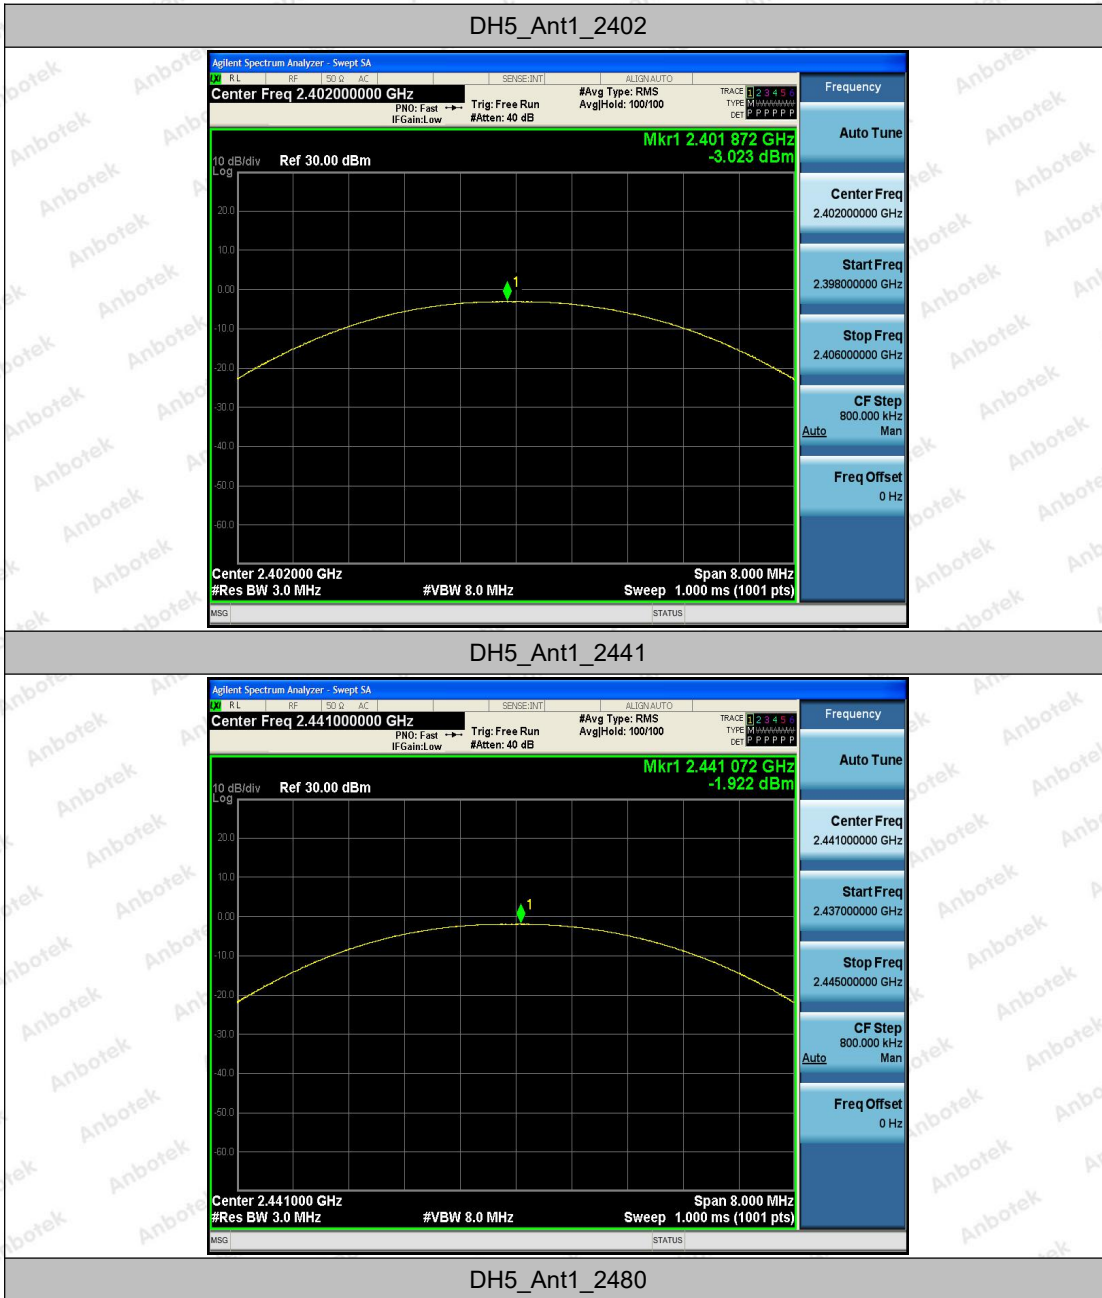 DH5_Ant1_2402
Agilent Spectrum Analyzer - Swept SA
LXI RL RF 50 Ω AC SENSE:INT ALIGNAUTO
Center Freq 2.402000000 GHz
PNO: Fast
IFGain:Low
Trig: Free Run
#Atten: 40 dB
#Avg Type: RMS
Avg|Hold: 100/100
TRACE 1 2 3 4 5 6
TYPE M
DET P P P P P P
Mkr1 2.401 872 GHz
-3.023 dBm
10 dB/div Ref 30.00 dBm
Log
20.0
10.0
0.00
-10.0
-20.0
-30.0
-40.0
-50.0
-60.0
1
Center 2.402000 GHz Span 8.000 MHz
#Res BW 3.0 MHz #VBW 8.0 MHz Sweep 1.000 ms (1001 pts)
MSG STATUS
Frequency
Auto Tune
Center Freq
2.402000000 GHz
Start Freq
2.398000000 GHz
Stop Freq
2.406000000 GHz
CF Step
800.000 kHz
Auto Man
Freq Offset
0 Hz
DH5_Ant1_2441
Agilent Spectrum Analyzer - Swept SA
LXI RL RF 50 Ω AC SENSE:INT ALIGNAUTO
Center Freq 2.441000000 GHz
PNO: Fast
IFGain:Low
Trig: Free Run
#Atten: 40 dB
#Avg Type: RMS
Avg|Hold: 100/100
TRACE 1 2 3 4 5 6
TYPE M
DET P P P P P P
Mkr1 2.441 072 GHz
-1.922 dBm
10 dB/div Ref 30.00 dBm
Log
20.0
10.0
0.00
-10.0
-20.0
-30.0
-40.0
-50.0
-60.0
1
Center 2.441000 GHz Span 8.000 MHz
#Res BW 3.0 MHz #VBW 8.0 MHz Sweep 1.000 ms (1001 pts)
MSG STATUS
Frequency
Auto Tune
Center Freq
2.441000000 GHz
Start Freq
2.437000000 GHz
Stop Freq
2.445000000 GHz
CF Step
800.000 kHz
Auto Man
Freq Offset
0 Hz
DH5_Ant1_2480
Anbotek